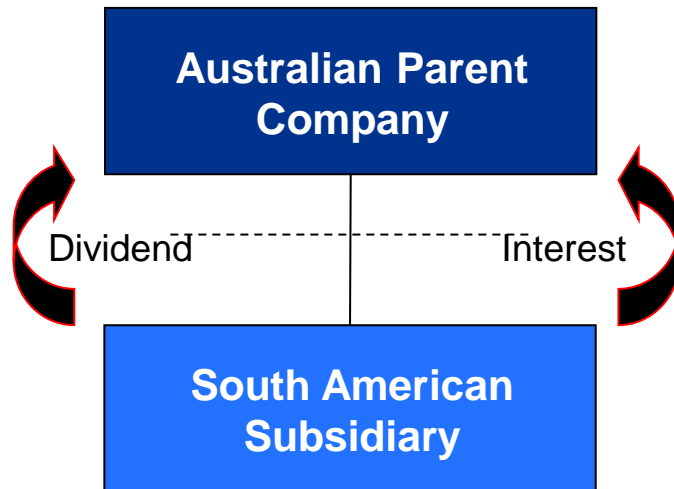 Australian Parent
Company
Dividend
Interest
South American
Subsidiary